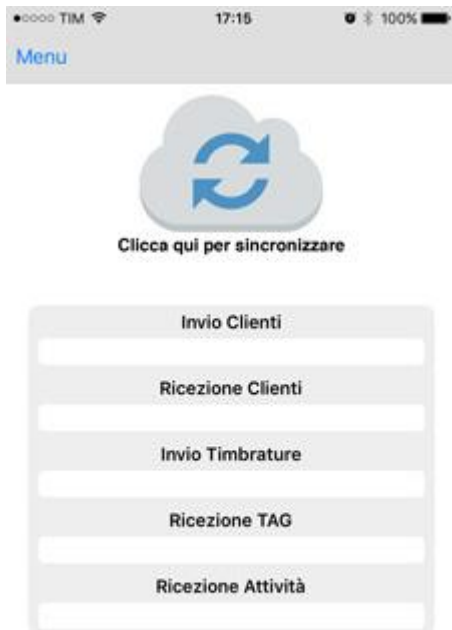 TIM 17:15 100%
Menu
Clicca qui per sincronizzare
Invio Clienti
Ricezione Clienti
Invio Timbrature
Ricezione TAG
Ricezione Attività